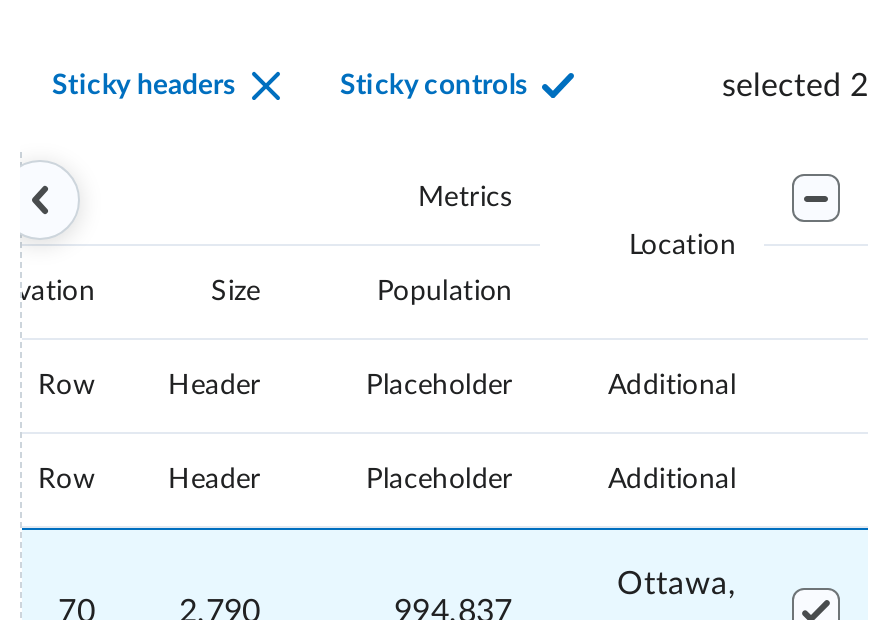 Sticky headers Sticky controls selected 2
Metrics
Location
vation Size Population
Row Header Placeholder Additional
Row Header Placeholder Additional
Ottawa,
70 2,790 994,837